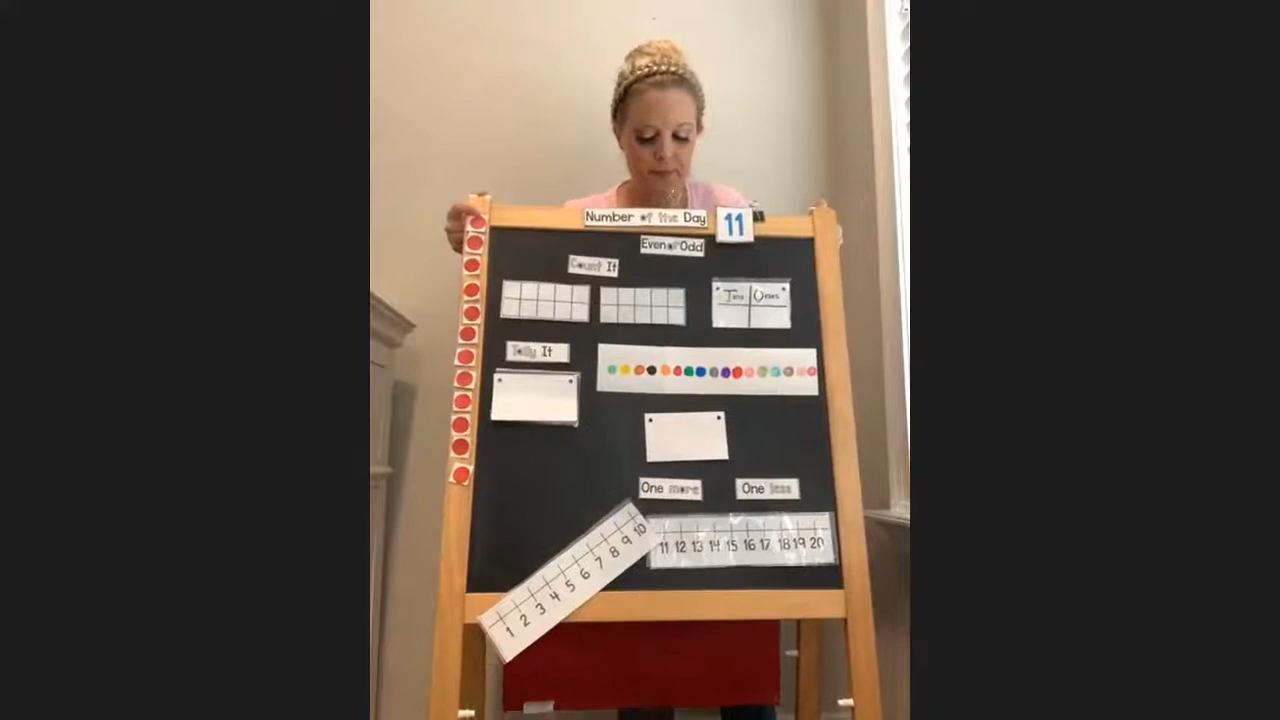 Number of the Day
11
Even or Odd
Count It
Tens Ones
Tally It
One more
One less
1 2 3 4 5 6 7 8 9 10
11 12 13 14 15 16 17 18 19 20